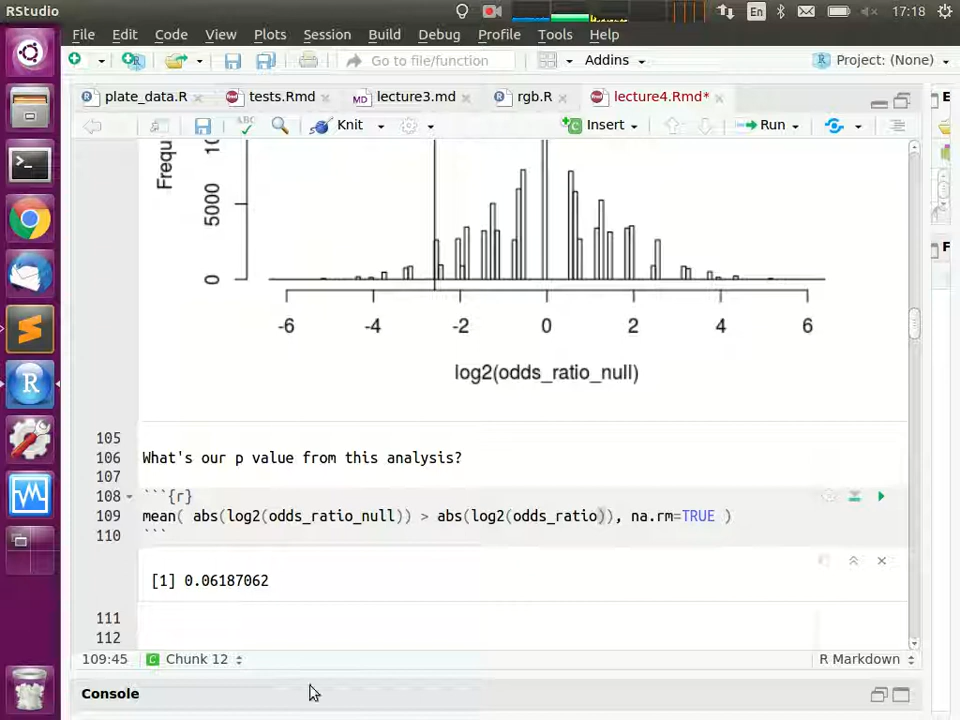 RStudio
En
17:18
File Edit Code View Plots Session Build Debug Profile Tools Help
Go to file/function
Addins
Project: (None)
plate_data.R
tests.Rmd
lecture3.md
rgb.R
lecture4.Rmd*
Knit
Insert
Run
5000
0
-6 -4 -2 0 2 4 6
log2(odds_ratio_null)
105
106 What's our p value from this analysis?
107
108 ```{r}
109 mean( abs(log2(odds_ratio_null)) > abs(log2(odds_ratio)), na.rm=TRUE )
110 ```
[1] 0.06187062
111
112
109:45 Chunk 12 R Markdown
Console